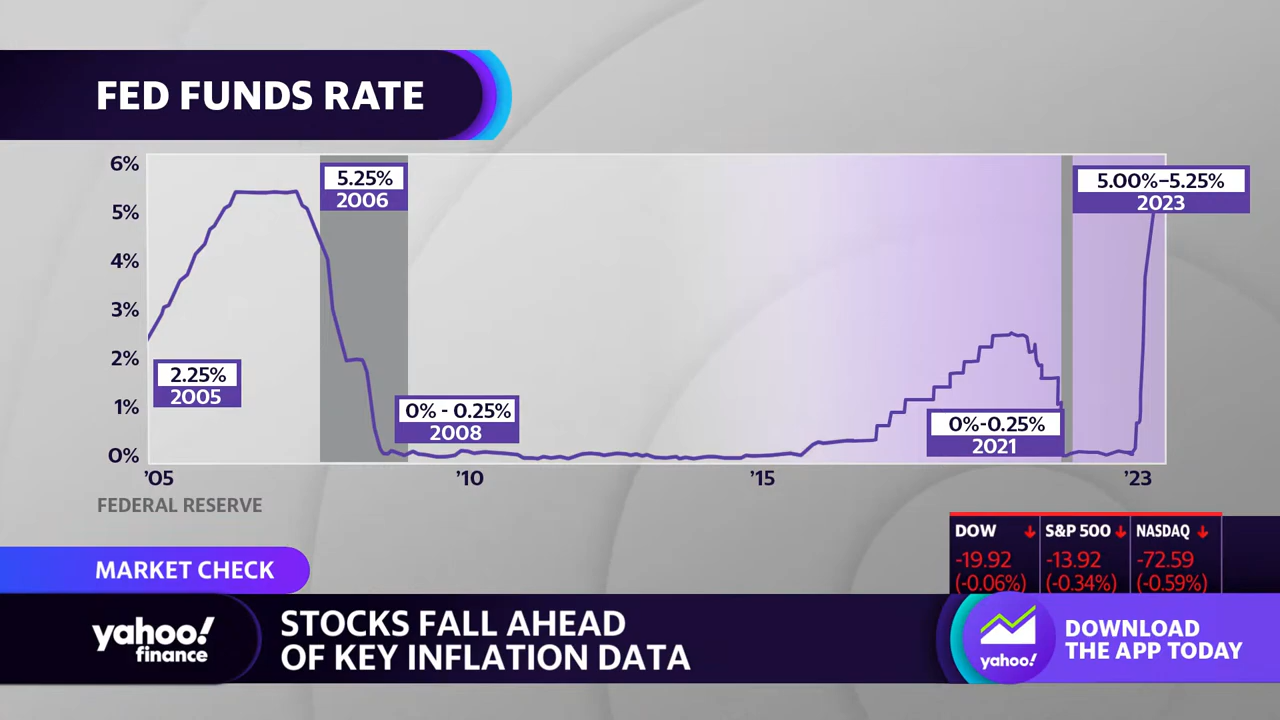 FED FUNDS RATE
6%
5%
4%
3%
2%
1%
0%
5.25%
2006
5.00%–5.25%
2023
2.25%
2005
0% - 0.25%
2008
0%-0.25%
2021
’05
’10
’15
’23
FEDERAL RESERVE
DOW
-19.92
(-0.06%)
S&P 500
-13.92
(-0.34%)
NASDAQ
-72.59
(-0.59%)
MARKET CHECK
yahoo!
finance
STOCKS FALL AHEAD
OF KEY INFLATION DATA
yahoo!
DOWNLOAD
THE APP TODAY